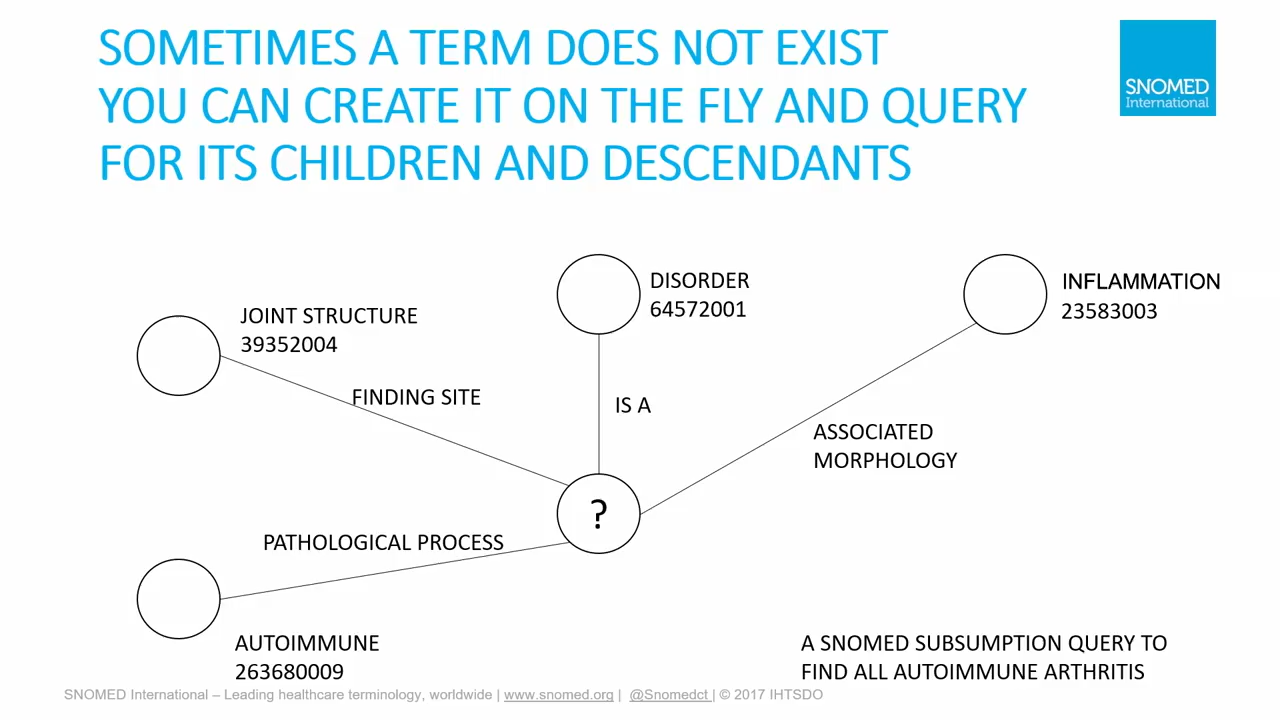 SOMETIMES A TERM DOES NOT EXIST
YOU CAN CREATE IT ON THE FLY AND QUERY
FOR ITS CHILDREN AND DESCENDANTS
SNOMED
International
DISORDER
64572001
INFLAMMATION
23583003
JOINT STRUCTURE
39352004
FINDING SITE
IS A
ASSOCIATED
MORPHOLOGY
?
PATHOLOGICAL PROCESS
AUTOIMMUNE
263680009
A SNOMED SUBSUMPTION QUERY TO
FIND ALL AUTOIMMUNE ARTHRITIS
SNOMED International – Leading healthcare terminology, worldwide | www.snomed.org | @Snomedct | © 2017 IHTSDO